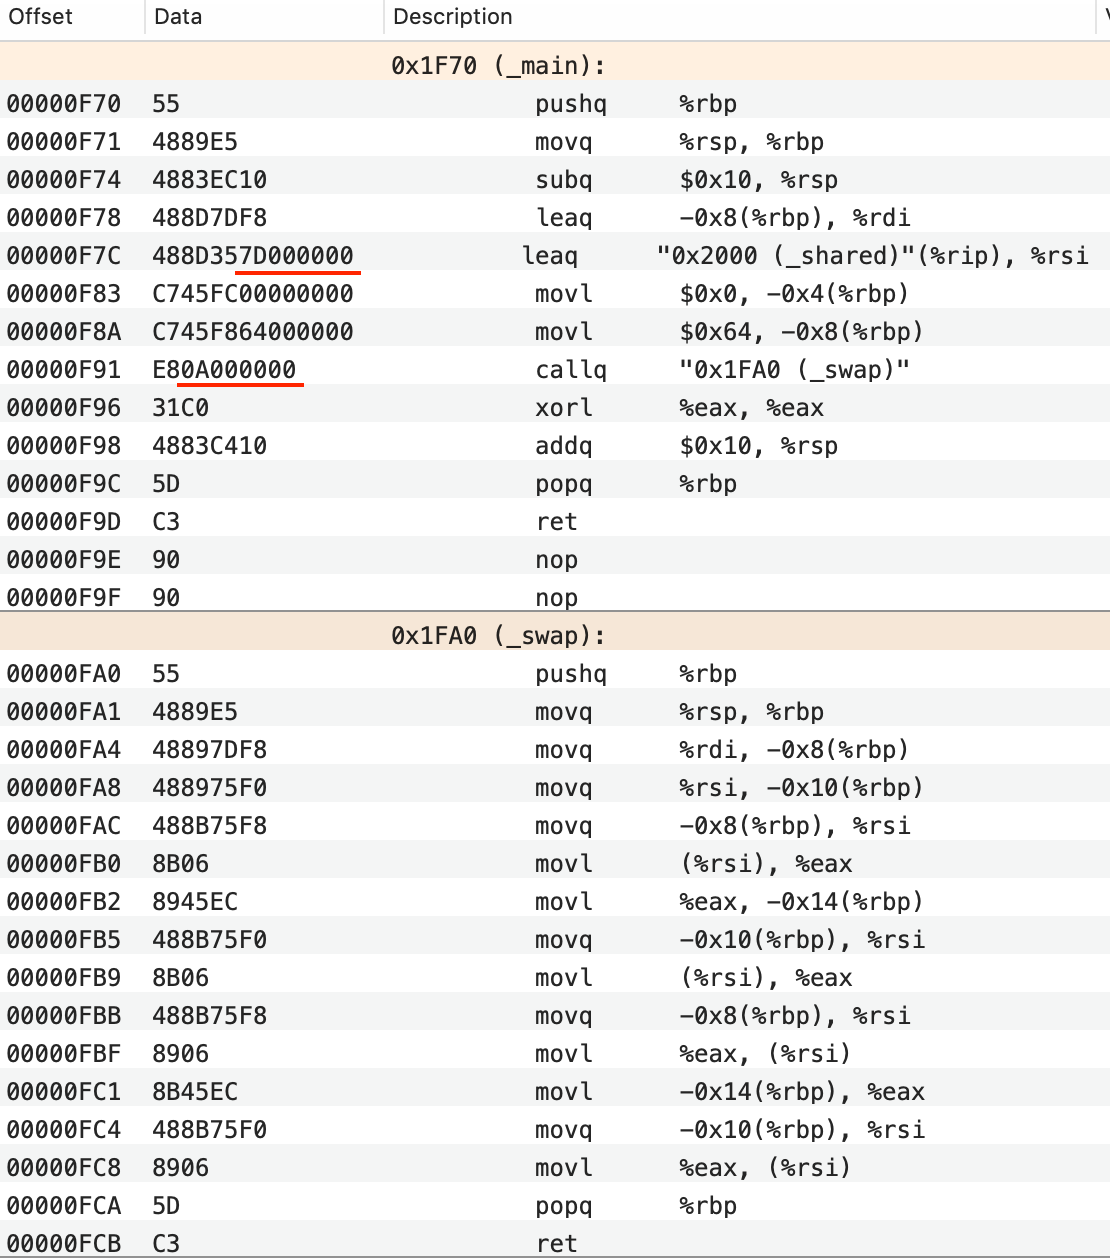 Offset Data Description
0x1F70 (_main):
00000F70 55 pushq %rbp
00000F71 4889E5 movq %rsp, %rbp
00000F74 4883EC10 subq $0x10, %rsp
00000F78 488D7DF8 leaq -0x8(%rbp), %rdi
00000F7C 488D357D000000 leaq "0x2000 (_shared)"(%rip), %rsi
00000F83 C745FC00000000 movl $0x0, -0x4(%rbp)
00000F8A C745F864000000 movl $0x64, -0x8(%rbp)
00000F91 E80A000000 callq "0x1FA0 (_swap)"
00000F96 31C0 xorl %eax, %eax
00000F98 4883C410 addq $0x10, %rsp
00000F9C 5D popq %rbp
00000F9D C3 ret
00000F9E 90 nop
00000F9F 90 nop
0x1FA0 (_swap):
00000FA0 55 pushq %rbp
00000FA1 4889E5 movq %rsp, %rbp
00000FA4 48897DF8 movq %rdi, -0x8(%rbp)
00000FA8 488975F0 movq %rsi, -0x10(%rbp)
00000FAC 488B75F8 movq -0x8(%rbp), %rsi
00000FB0 8B06 movl (%rsi), %eax
00000FB2 8945EC movl %eax, -0x14(%rbp)
00000FB5 488B75F0 movq -0x10(%rbp), %rsi
00000FB9 8B06 movl (%rsi), %eax
00000FBB 488B75F8 movq -0x8(%rbp), %rsi
00000FBF 8906 movl %eax, (%rsi)
00000FC1 8B45EC movl -0x14(%rbp), %eax
00000FC4 488B75F0 movq -0x10(%rbp), %rsi
00000FC8 8906 movl %eax, (%rsi)
00000FCA 5D popq %rbp
00000FCB C3 ret